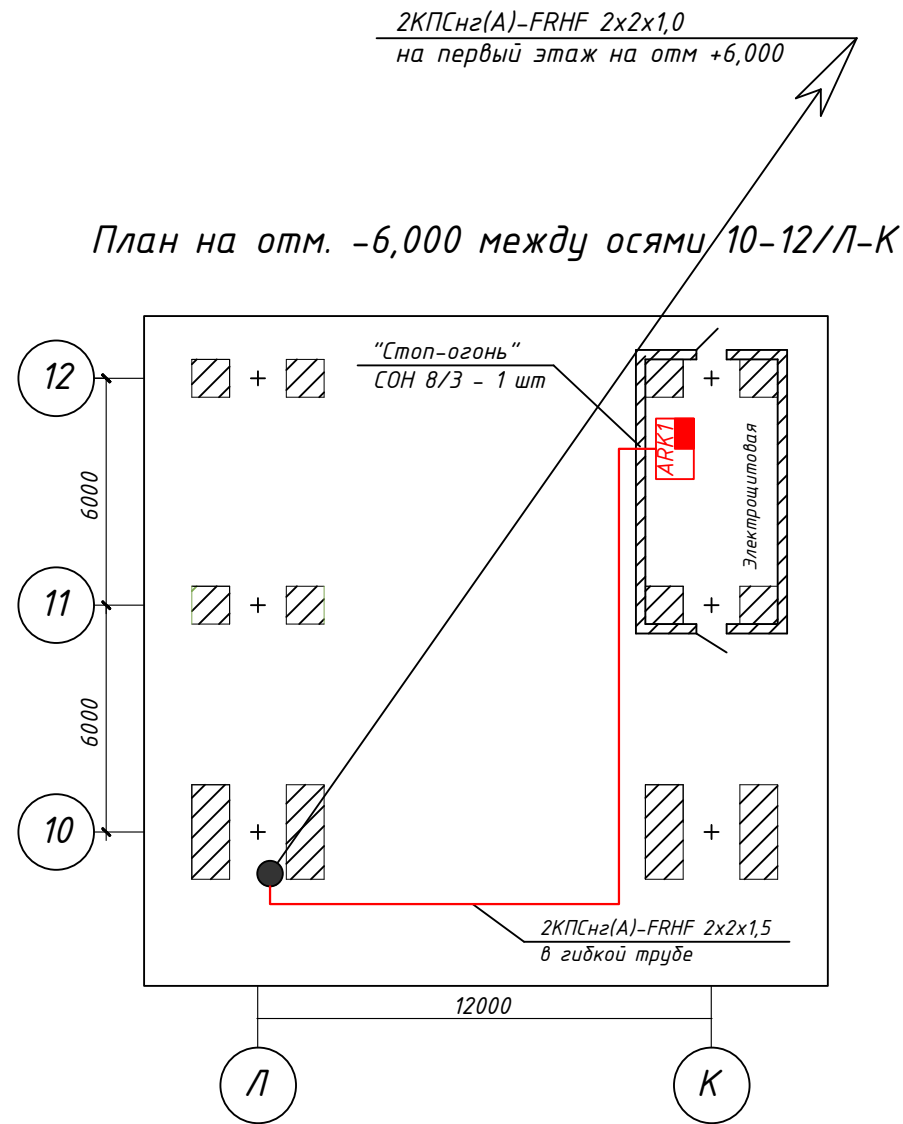 2КПСнг(А)-FRHF 2х2х1,0
на первый этаж на отм +6,000
План на отм. -6,000 между осями 10-12/Л-К
"Стоп-огонь"
СОН 8/3 - 1 шт
12
ARK1
Электрощитовая
6000
11
6000
10
2КПСнг(А)-FRHF 2х2х1,5
в гибкой трубе
12000
Л
К